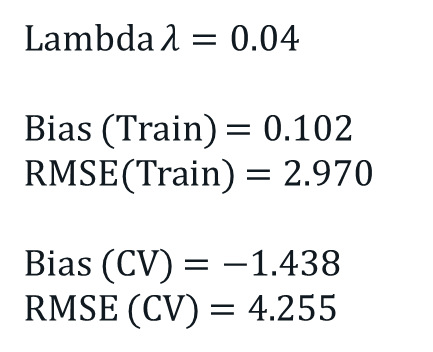 Lambda λ = 0.04
Bias (Train) = 0.102
RMSE(Train) = 2.970
Bias (CV) = −1.438
RMSE (CV) = 4.255